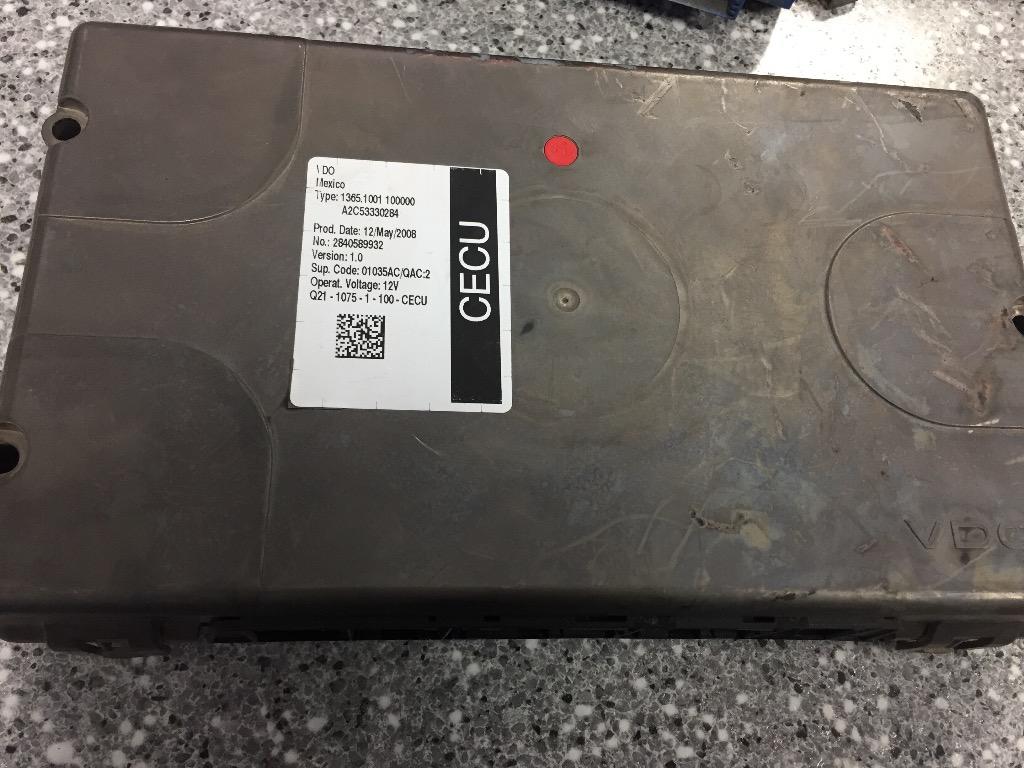 VDO
Mexico
Type: 1365.1001 100000
A2C53330284
Prod. Date: 12/May/2008
No.: 2840589932
Version: 1.0
Sup. Code: 01035AC/QAC:2
Operat. Voltage: 12V
Q21 - 1075 - 1 - 100 - CECU
CECU
VDO